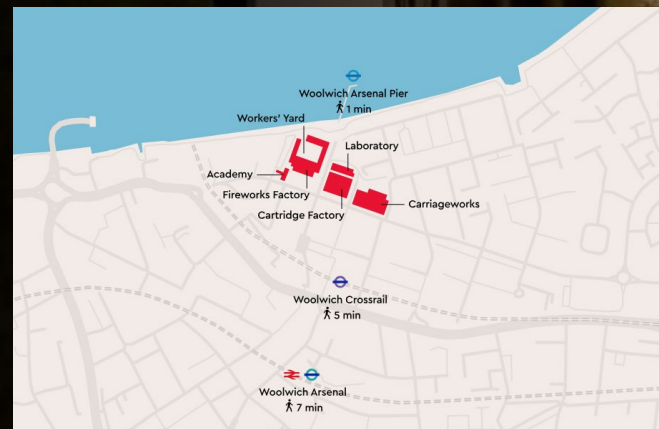 Woolwich Arsenal Pier
1 min
Workers' Yard
Laboratory
Academy
Fireworks Factory
Carriageworks
Cartridge Factory
Woolwich Crossrail
5 min
Woolwich Arsenal
7 min